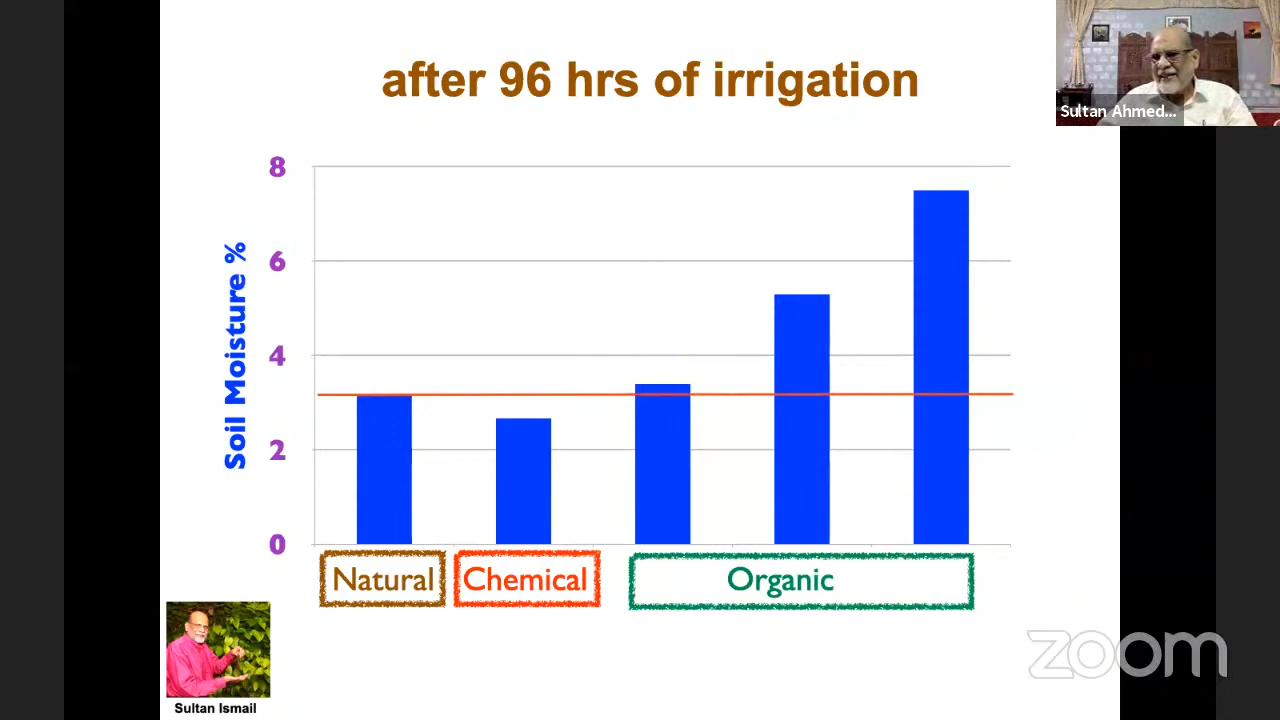 after 96 hrs of irrigation
Sultan Ahmed...
Soil Moisture %
8
6
4
2
0
Natural
Chemical
Organic
Sultan Ismail
zoom